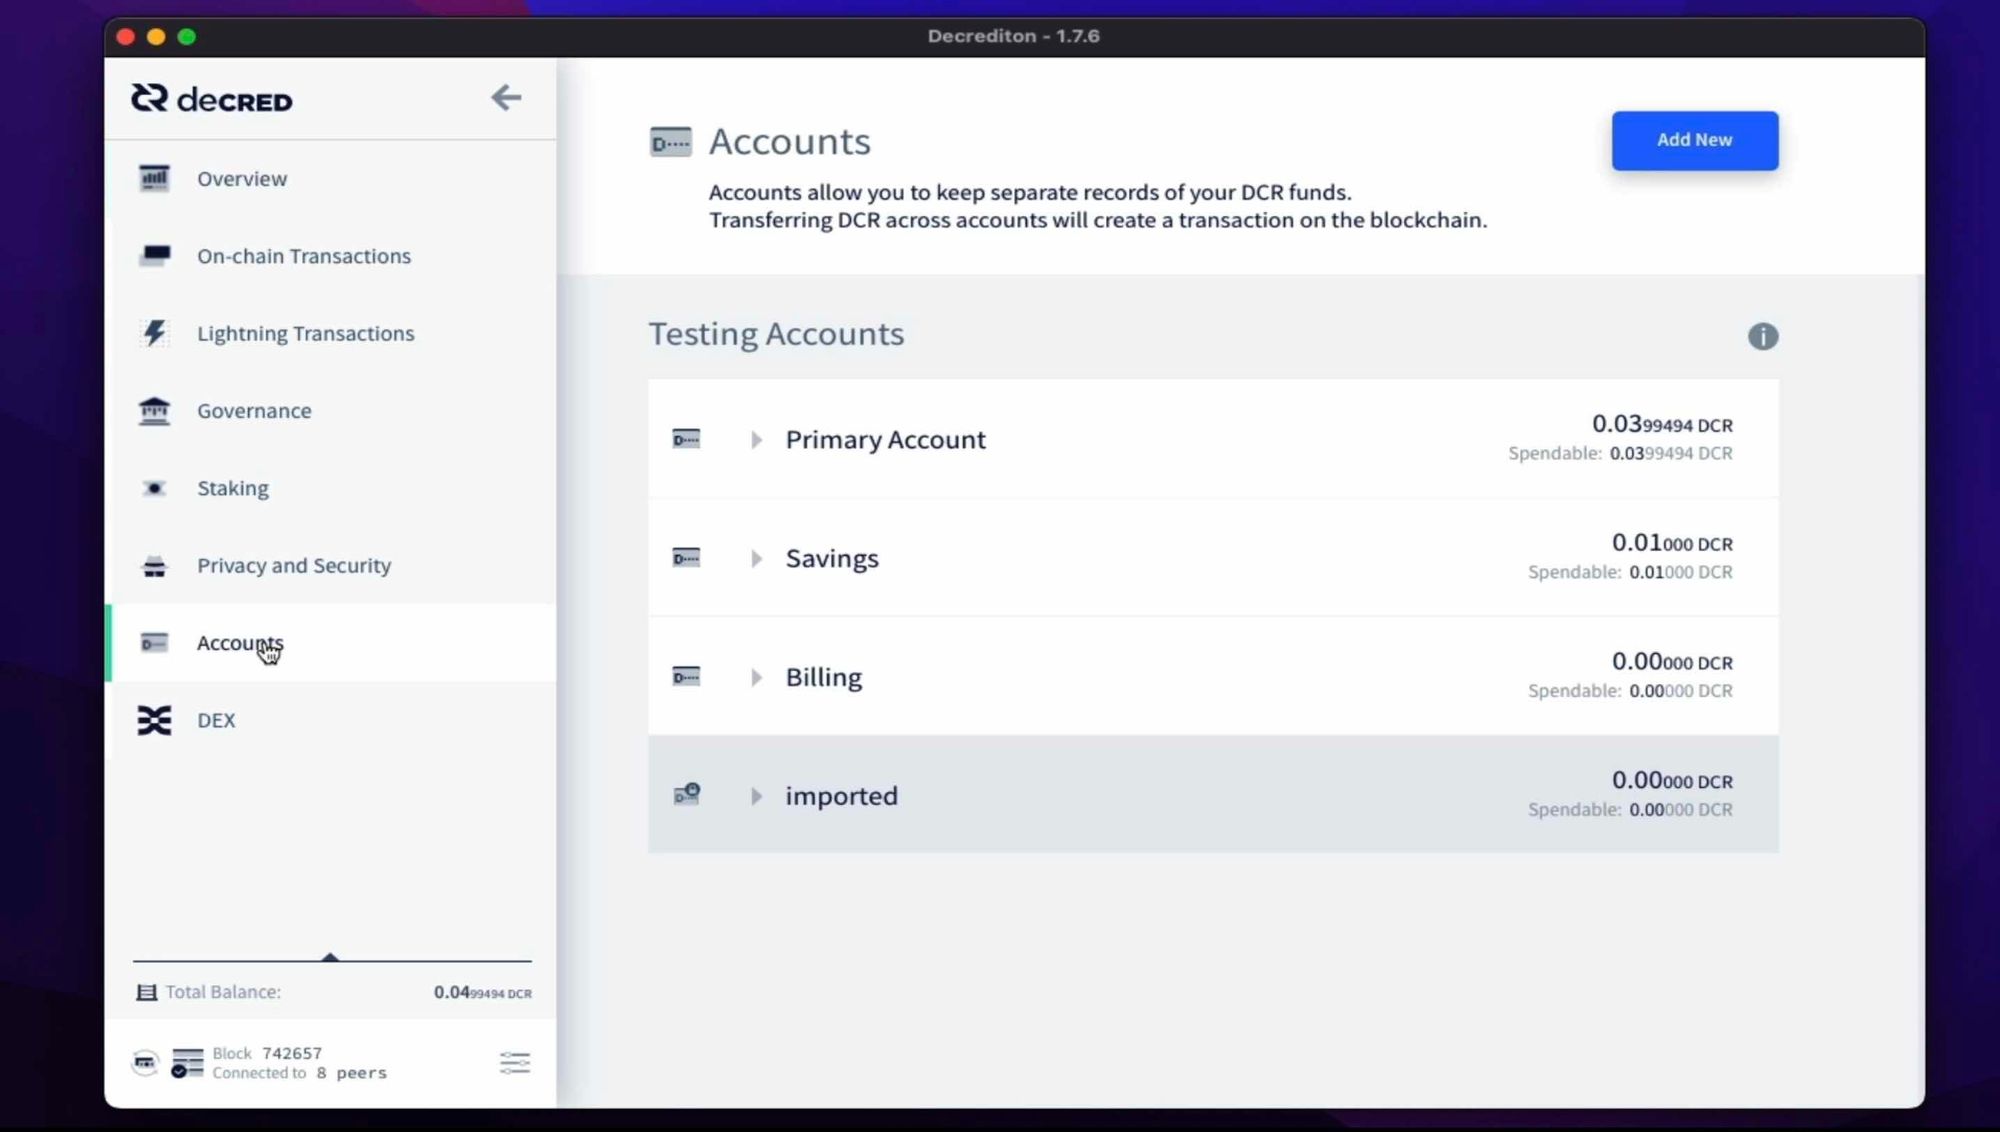 Decrediton - 1.7.6
decred
Overview
On-chain Transactions
Lightning Transactions
Governance
Staking
Privacy and Security
Accounts
DEX
Total Balance: 0.0499494 DCR
Block 742657
Connected to 8 peers
Accounts
Add New
Accounts allow you to keep separate records of your DCR funds.
Transferring DCR across accounts will create a transaction on the blockchain.
Testing Accounts
Primary Account
0.0399494 DCR
Spendable: 0.0399494 DCR
Savings
0.01000 DCR
Spendable: 0.01000 DCR
Billing
0.00000 DCR
Spendable: 0.00000 DCR
imported
0.00000 DCR
Spendable: 0.00000 DCR